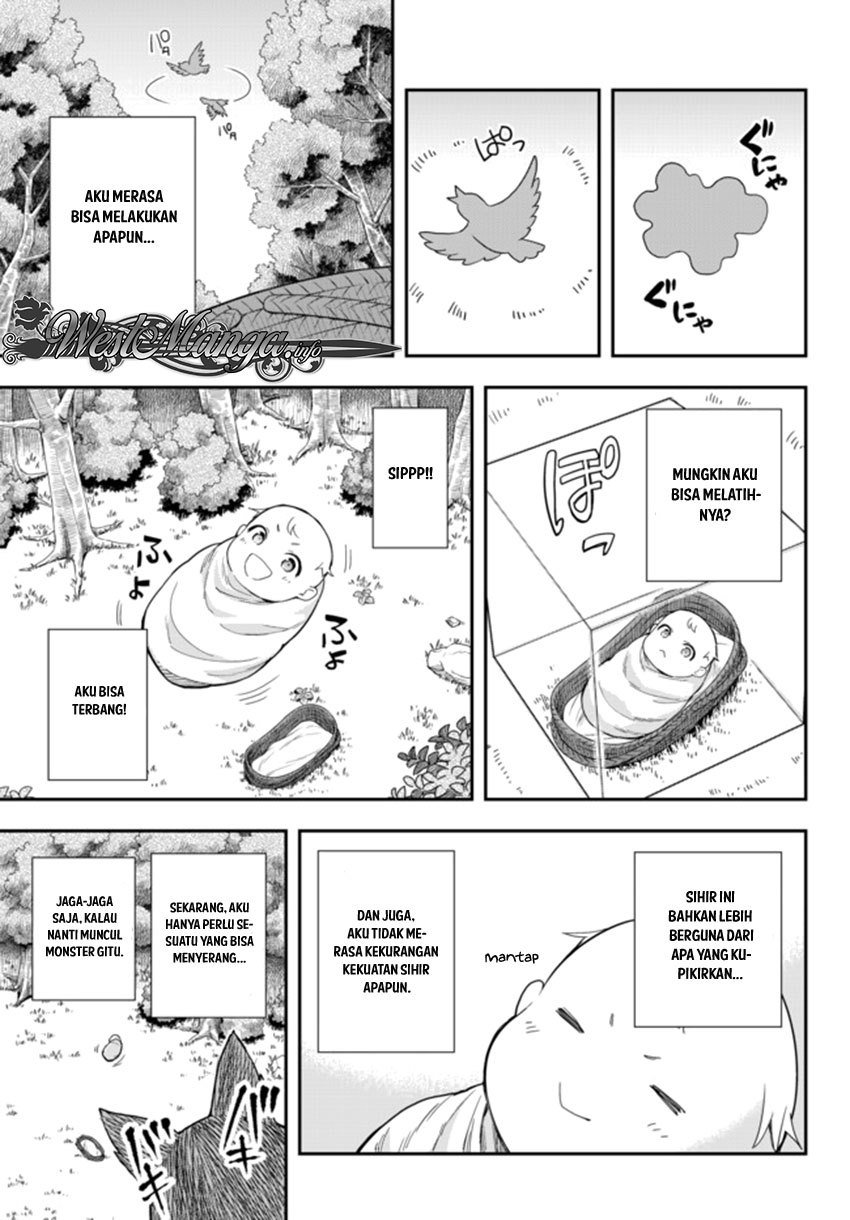 ぐにゃ
ぐにゃ
ぱっ
パタ
パタ
AKU MERASA
BISA MELAKUKAN
APAPUN...
WestManga.info
MUNGKIN AKU
BISA MELATIH-
NYA?
ぽっ
SIPPP!!
ふよ
ふよ
AKU BISA
TERBANG!
SIHIR INI
BAHKAN LEBIH
BERGUNA DARI
APA YANG KU-
PIKIRKAN...
mantap
DAN JUGA,
AKU TIDAK ME-
RASA KEKURANGAN
KEKUATAN SIHIR
APAPUN.
SEKARANG, AKU
HANYA PERLU SE-
SUATU YANG BISA
MENYERANG...
JAGA-JAGA
SAJA, KALAU
NANTI MUNCUL
MONSTER GITU.
ギギ